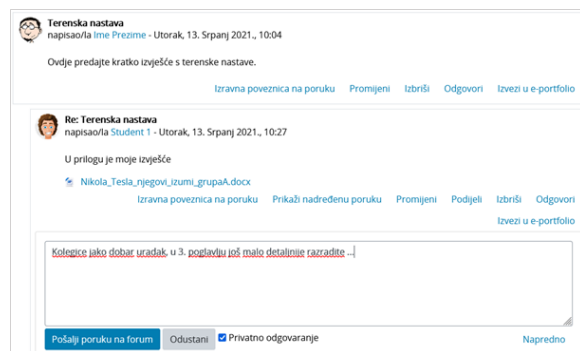 Terenska nastava
napisao/la Ime Prezime - Utorak, 13. Srpanj 2021., 10:04
Ovdje predajte kratko izvješće s terenske nastave.
Izravna poveznica na poruku Promijeni Izbriši Odgovori Izvezi u e-portfolio
Re: Terenska nastava
napisao/la Student 1 - Utorak, 13. Srpanj 2021., 10:27
U prilogu je moje izvješće
Nikola_Tesla_njegovi_izumi_grupaA.docx
Izravna poveznica na poruku Prikaži nadređenu poruku Promijeni Podijeli Izbriši Odgovori
Izvezi u e-portfolio
Kolegice jako dobar uradak, u 3. poglavlju još malo detaljnije razradite ...
Pošalji poruku na forum Odustani Privatno odgovaranje Napredno